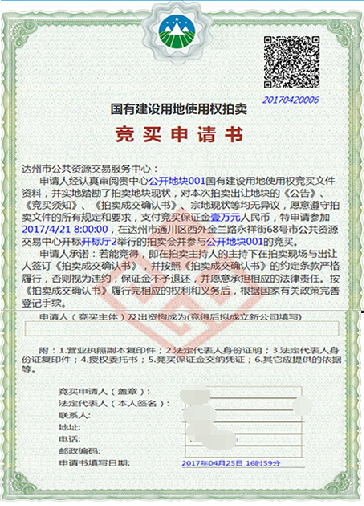 20170420006
国有建设用地使用权拍卖
竞买申请书
达州市公共资源交易服务中心：
申请人经认真审阅贵中心公开地块001国有建设用地使用权竞买文件
资料，并实地踏勘了拍卖地块现状，对本次拍卖出让地块的《公告》、
《竞买须知》、《拍卖成交确认书》、宗地现状等均无异议，愿意遵守拍
卖文件的所有规定和要求，支付竞买保证金壹万元人民币，特申请参加
2017/4/21 8:00:00，在达州市通川区西外金兰路永祥街68号市公共资源
交易中心开标开标厅2举行的拍卖会并参与公开地块001的竞买。
申请人承诺：若能竞得，即在拍卖主持人的主持下在拍卖现场与出让
人签订《拍卖成交确认书》，并按照《拍卖成交确认书》的约定条款严格
履行，否则视为违约，保证金不予退还，并愿意承担相应的法律责任。按
《拍卖成交确认书》履行完相应的权利和义务后，根据国家有关政策完善
登记手续。
申请人（竞买主体）及出资构成为(竞得后拟成立新公司填写)
附：1.营业执照副本复印件；2.法定代表人身份证明；3.法定代表人身
份证复印件；4.授权委托书；5.竞买保证金交纳凭证；6.其它应提供的依据
等。
竞买申请人（盖章）：
法定代表人（本人签名）：
联系人：
地址：
电话：
邮政编码：
申请书填写日期： 2017年04月25日 16时59分